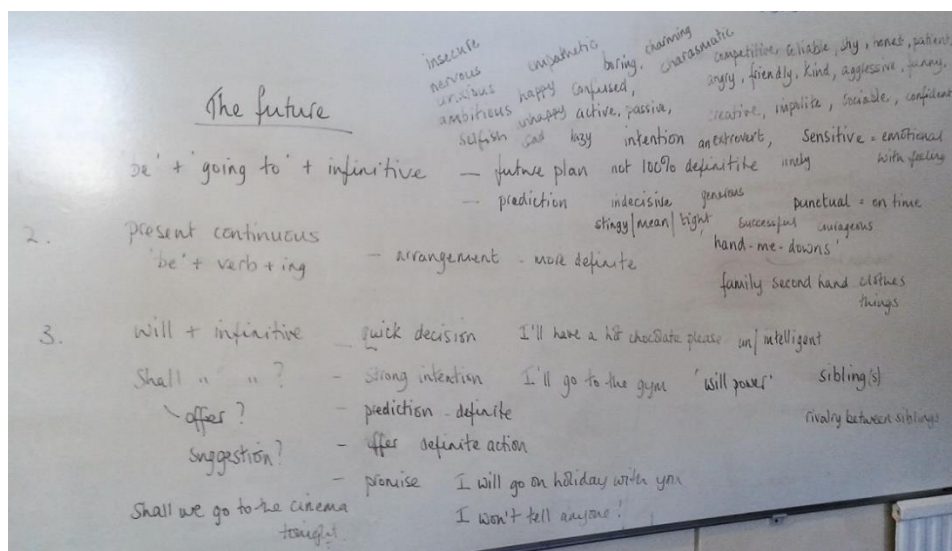 insecure
nervous empathetic boring, charming
anxious happy confused, charasmatic competitive, reliable, shy, honest, patient,
ambitious unhappy active, passive, angry, friendly, kind, aggressive, funny,
selfish sad lazy creative, impolite, sociable, confident
The future
intention an extrovert, sensitive = emotional
'be' + 'going to' + infinitive — future plan not 100% definitite with feeling
— prediction indecisive generous punctual = on time
stingy/mean/tight, successful courageous
2. present continuous 'hand-me-downs'
'be' + verb + ing - arrangement - more definite
family second hand clothes
things
3. will + infinitive quick decision I'll have a hot chocolate please un/intelligent
Shall " " ? - strong intention I'll go to the gym 'will power' sibling(s)
offer? - prediction - definite rivalry between siblings
suggestion? - offer definite action
- promise I will go on holiday with you
Shall we go to the cinema I won't tell anyone!
tonight